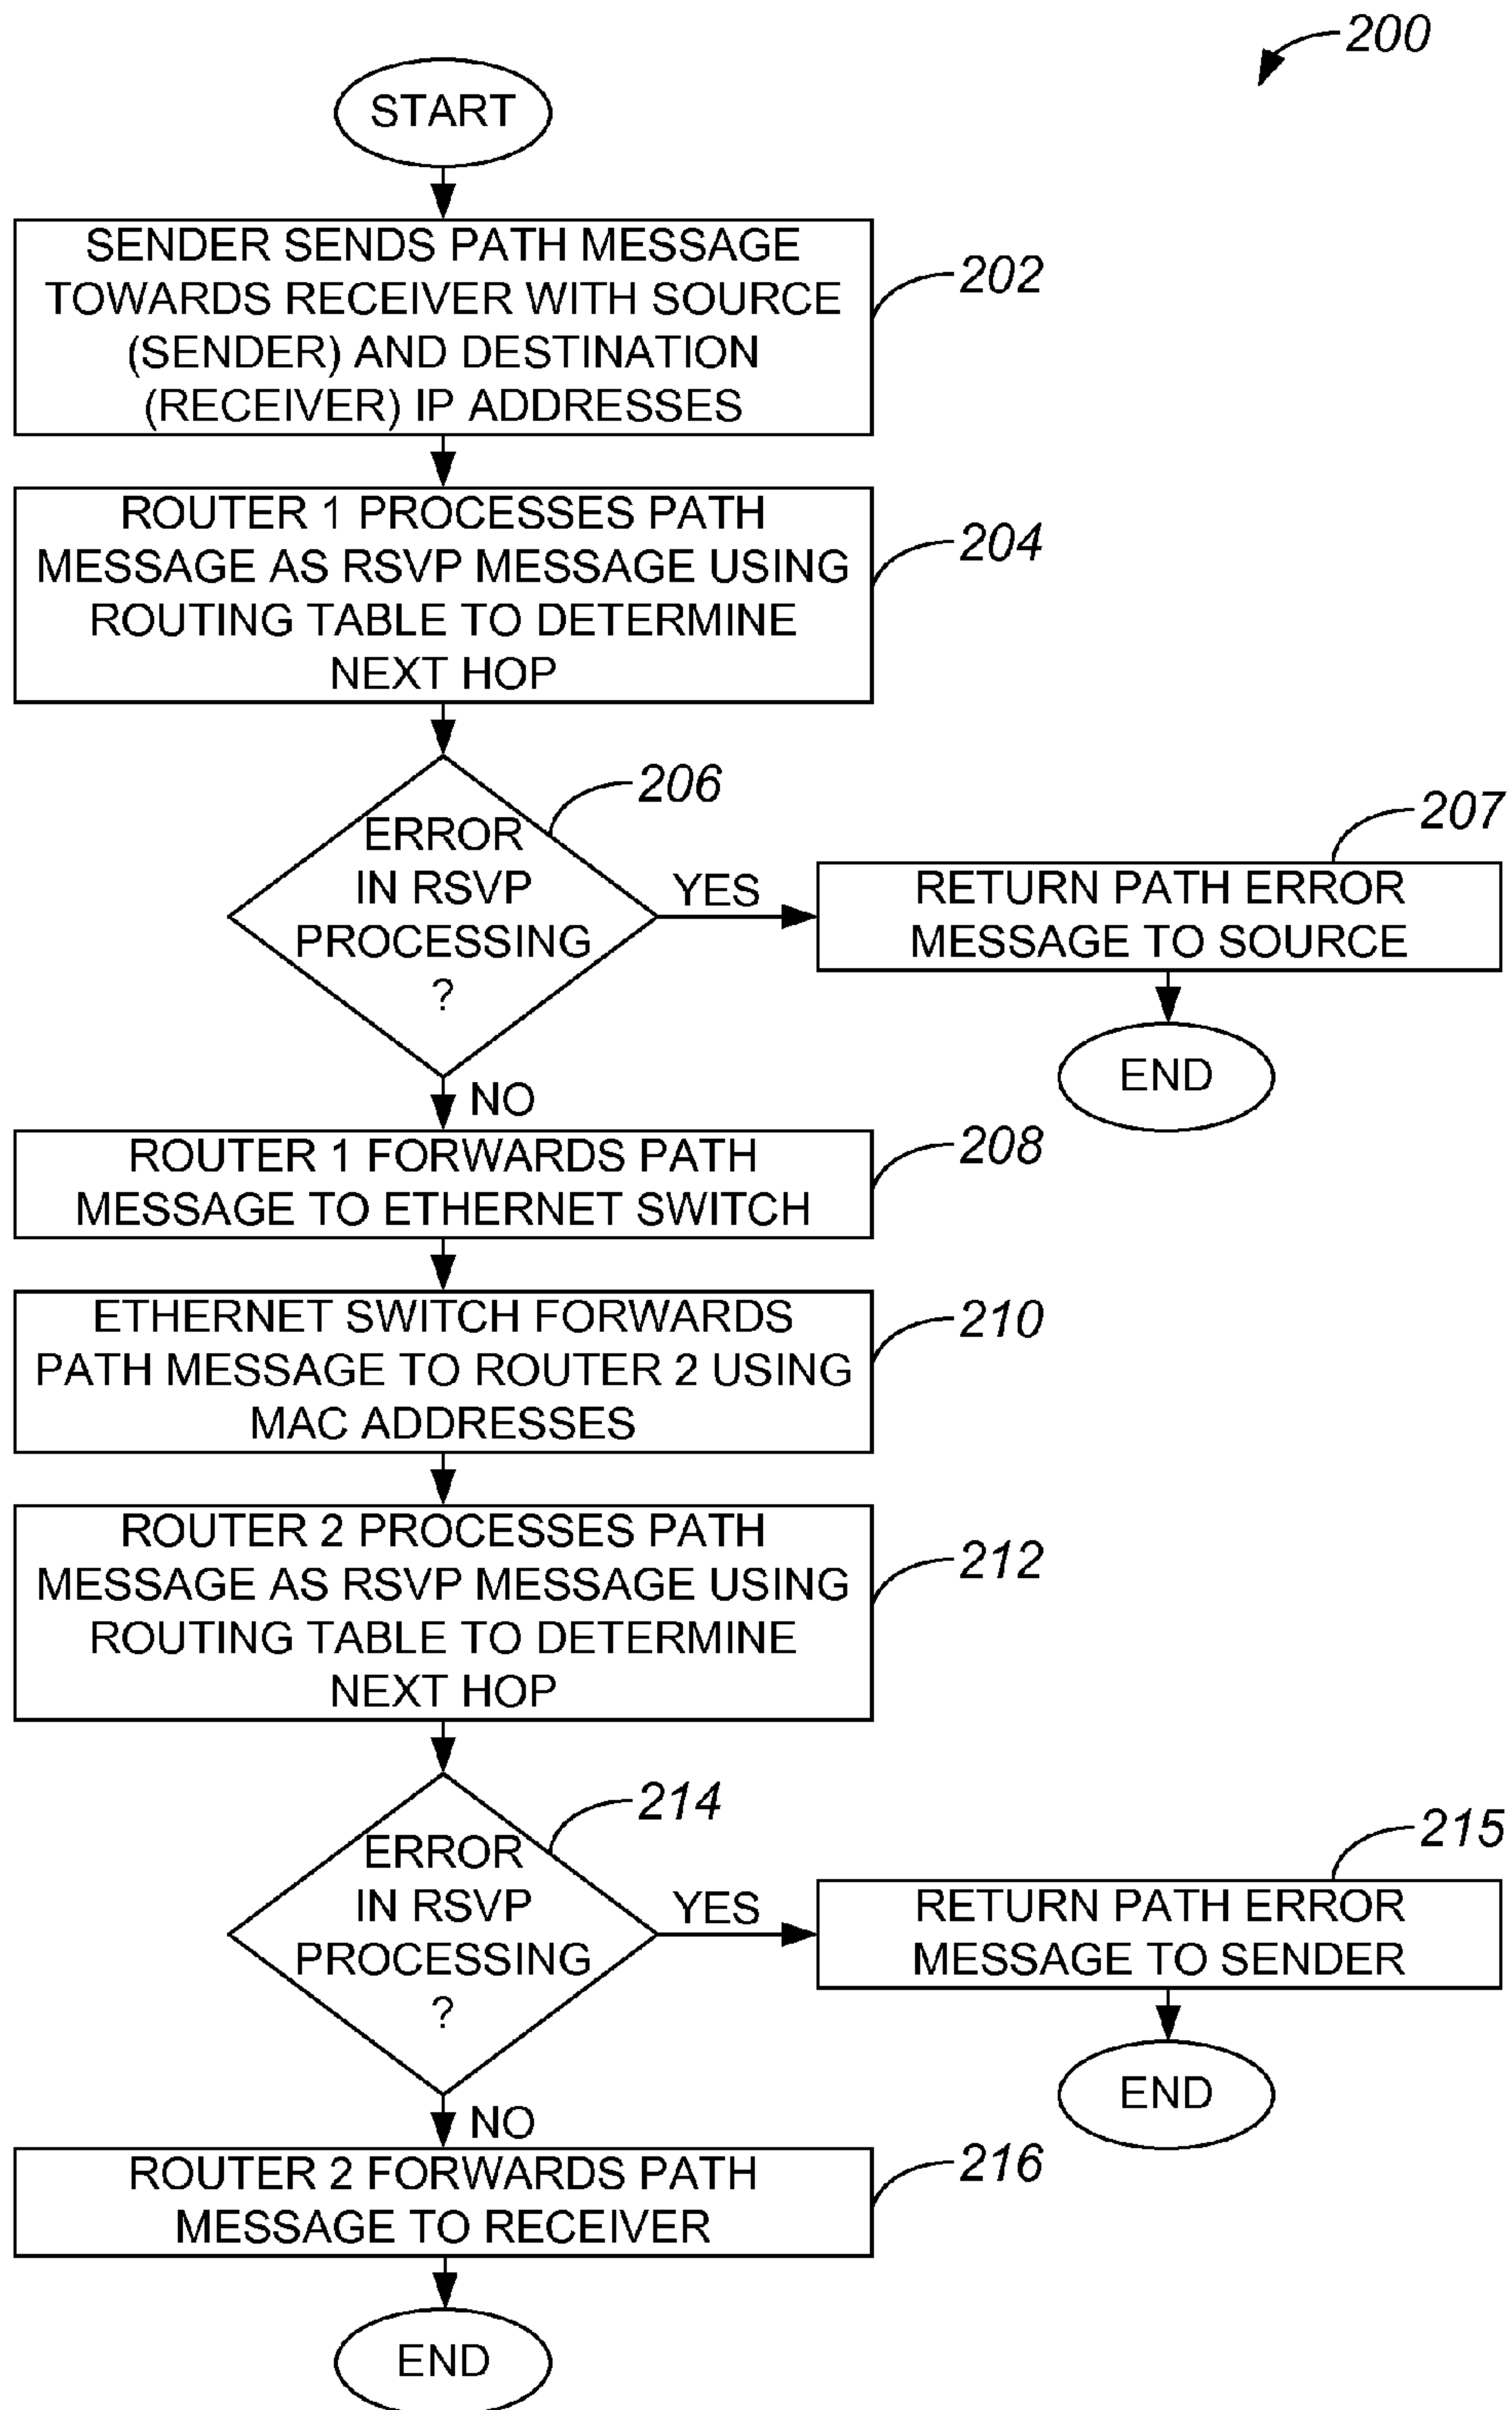 200
START
SENDER SENDS PATH MESSAGE
TOWARDS RECEIVER WITH SOURCE
(SENDER) AND DESTINATION
(RECEIVER) IP ADDRESSES
202
ROUTER 1 PROCESSES PATH
MESSAGE AS RSVP MESSAGE USING
ROUTING TABLE TO DETERMINE
NEXT HOP
204
ERROR
IN RSVP
PROCESSING
?
206
YES
RETURN PATH ERROR
MESSAGE TO SOURCE
207
END
NO
ROUTER 1 FORWARDS PATH
MESSAGE TO ETHERNET SWITCH
208
ETHERNET SWITCH FORWARDS
PATH MESSAGE TO ROUTER 2 USING
MAC ADDRESSES
210
ROUTER 2 PROCESSES PATH
MESSAGE AS RSVP MESSAGE USING
ROUTING TABLE TO DETERMINE
NEXT HOP
212
ERROR
IN RSVP
PROCESSING
?
214
YES
RETURN PATH ERROR
MESSAGE TO SENDER
215
END
NO
ROUTER 2 FORWARDS PATH
MESSAGE TO RECEIVER
216
END